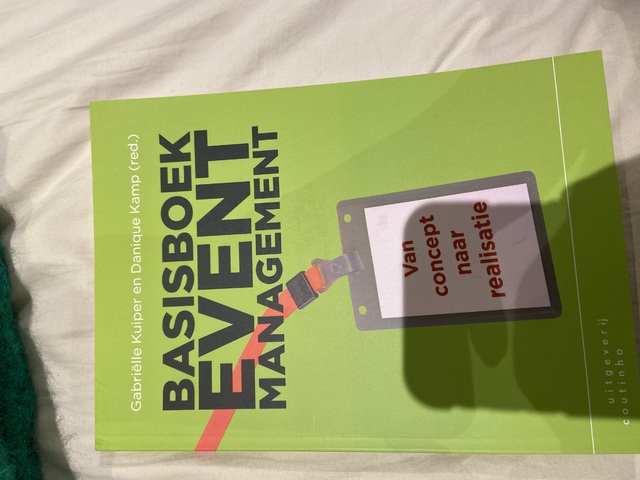 Gabriëlle Kuiper en Danique Kamp (red.)
BASISBOEK
EVENT
MANAGEMENT
Van
concept
naar
realisatie
uitgeverij
coutinho